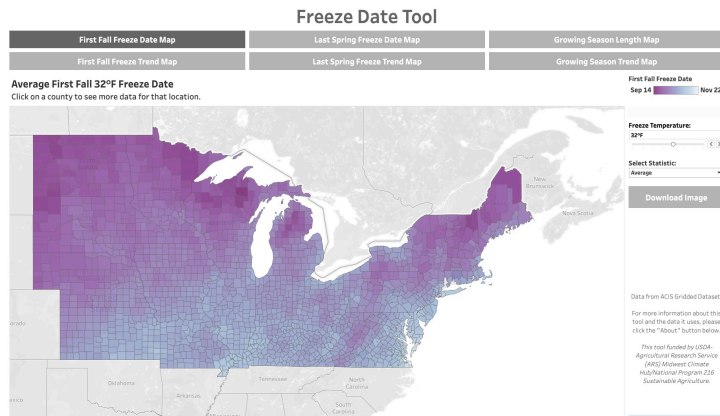 Freeze Date Tool
First Fall Freeze Date Map
Last Spring Freeze Date Map
Growing Season Length Map
First Fall Freeze Trend Map
Last Spring Freeze Trend Map
Growing Season Trend Map
Average First Fall 32°F Freeze Date
Click on a county to see more data for that location.
First Fall Freeze Date
Sep 14
Nov 22
Freeze Temperature:
32°F
Select Statistic:
Average
Download Image
New
Brunswick
Nova Scotia
Oklahoma
Arkansas
Tennessee
North
Carolina
South
Carolina
Data from ACIS Gridded Dataset
For more information about this
tool and the data it uses, please
click the "About" button below.
This tool funded by USDA-
Agricultural Research Service
(ARS) Midwest Climate
Hub/National Program 216
Sustainable Agriculture.